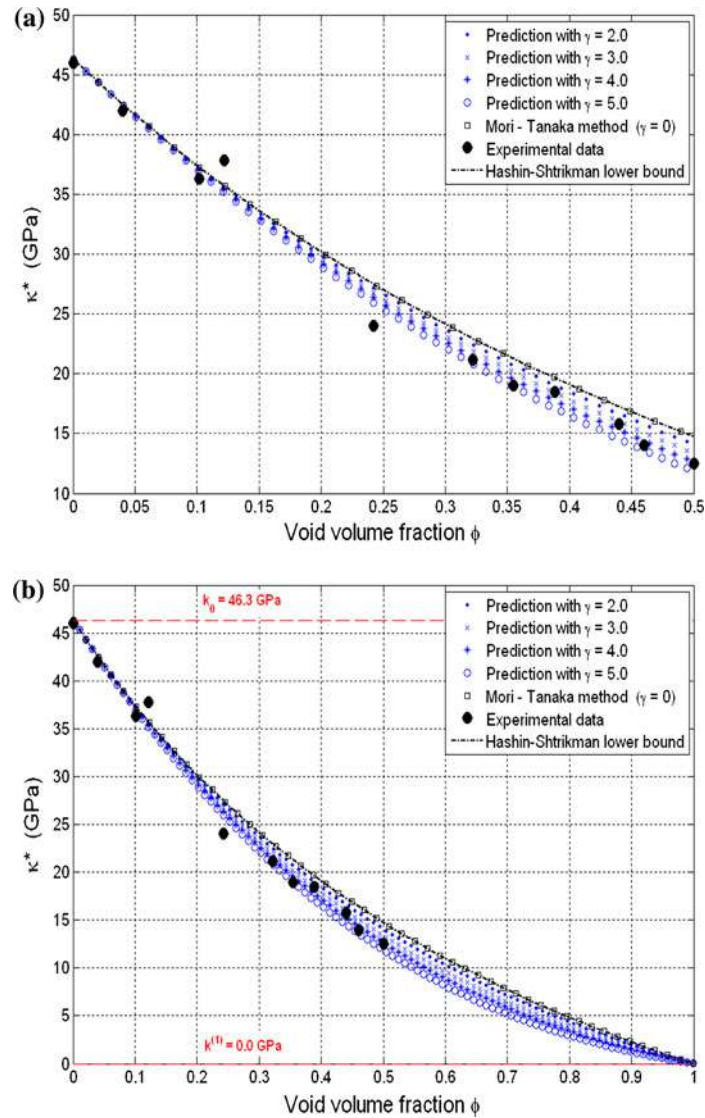 (a)
50
45
40
35
30
25
20
15
10
κ* (GPa)
Prediction with γ = 2.0
Prediction with γ = 3.0
Prediction with γ = 4.0
Prediction with γ = 5.0
Mori - Tanaka method (γ = 0)
Experimental data
Hashin-Shtrikman lower bound
0 0.05 0.1 0.15 0.2 0.25 0.3 0.35 0.4 0.45 0.5
Void volume fraction ϕ
(b)
50
45
40
35
30
25
20
15
10
5
0
κ* (GPa)
k₀ = 46.3 GPa
Prediction with γ = 2.0
Prediction with γ = 3.0
Prediction with γ = 4.0
Prediction with γ = 5.0
Mori - Tanaka method (γ = 0)
Experimental data
Hashin-Shtrikman lower bound
k⁽¹⁾ = 0.0 GPa
0 0.1 0.2 0.3 0.4 0.5 0.6 0.7 0.8 0.9 1
Void volume fraction ϕ